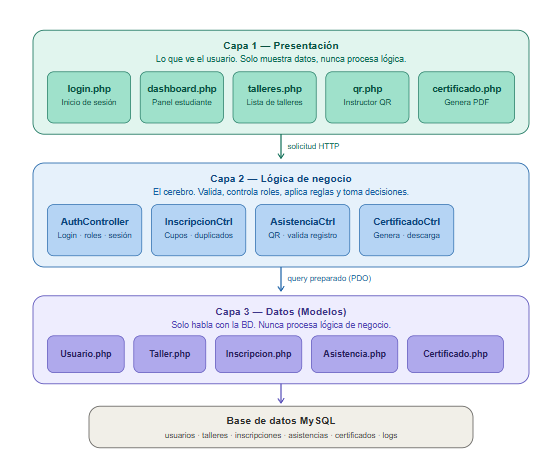 Capa 1 — Presentación
Lo que ve el usuario. Solo muestra datos, nunca procesa lógica.
login.php
Inicio de sesión
dashboard.php
Panel estudiante
talleres.php
Lista de talleres
qr.php
Instructor QR
certificado.php
Genera PDF
solicitud HTTP
Capa 2 — Lógica de negocio
El cerebro. Valida, controla roles, aplica reglas y toma decisiones.
AuthController
Login · roles · sesión
InscripcionCtrl
Cupos · duplicados
AsistenciaCtrl
QR · valida registro
CertificadoCtrl
Genera · descarga
query preparado (PDO)
Capa 3 — Datos (Modelos)
Solo habla con la BD. Nunca procesa lógica de negocio.
Usuario.php
Taller.php
Inscripcion.php
Asistencia.php
Certificado.php
Base de datos MySQL
usuarios · talleres · inscripciones · asistencias · certificados · logs